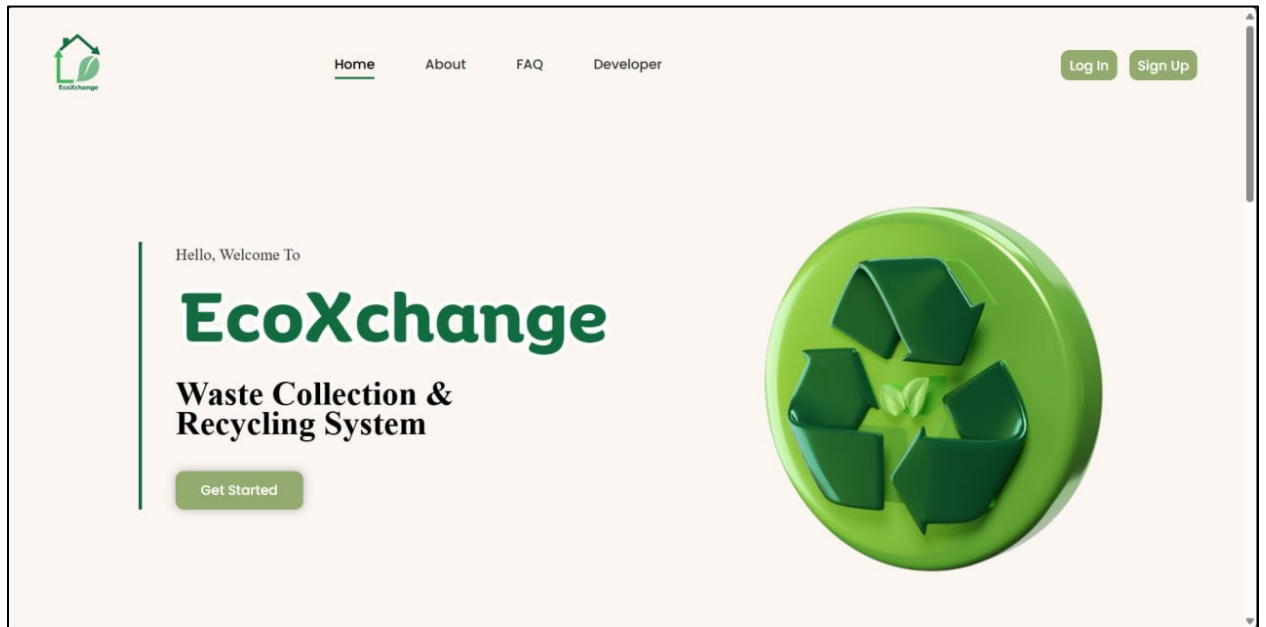 EcoXchange
Home About FAQ Developer
Log In Sign Up
Hello, Welcome To
EcoXchange
Waste Collection &
Recycling System
Get Started